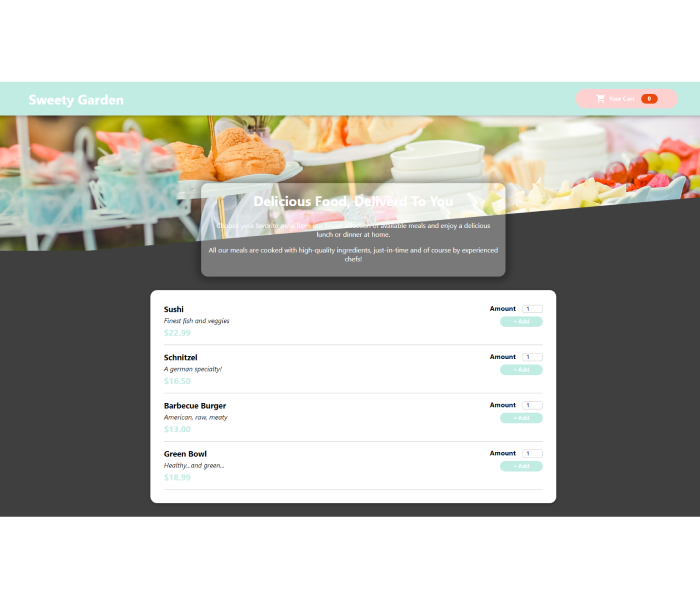 Sweety Garden
Your Cart 0
Delicious Food, Deliverd To You
Choose your favorite meal from our broad selection of available meals and enjoy a delicious
lunch or dinner at home.
All our meals are cooked with high-quality ingredients, just-in-time and of course by experienced
chefs!
Sushi
Finest fish and veggies
$22.99
Amount 1
+ Add
Schnitzel
A german specialty!
$16.50
Amount 1
+ Add
Barbecue Burger
American, raw, meaty
$13.00
Amount 1
+ Add
Green Bowl
Healthy...and green...
$18.99
Amount 1
+ Add